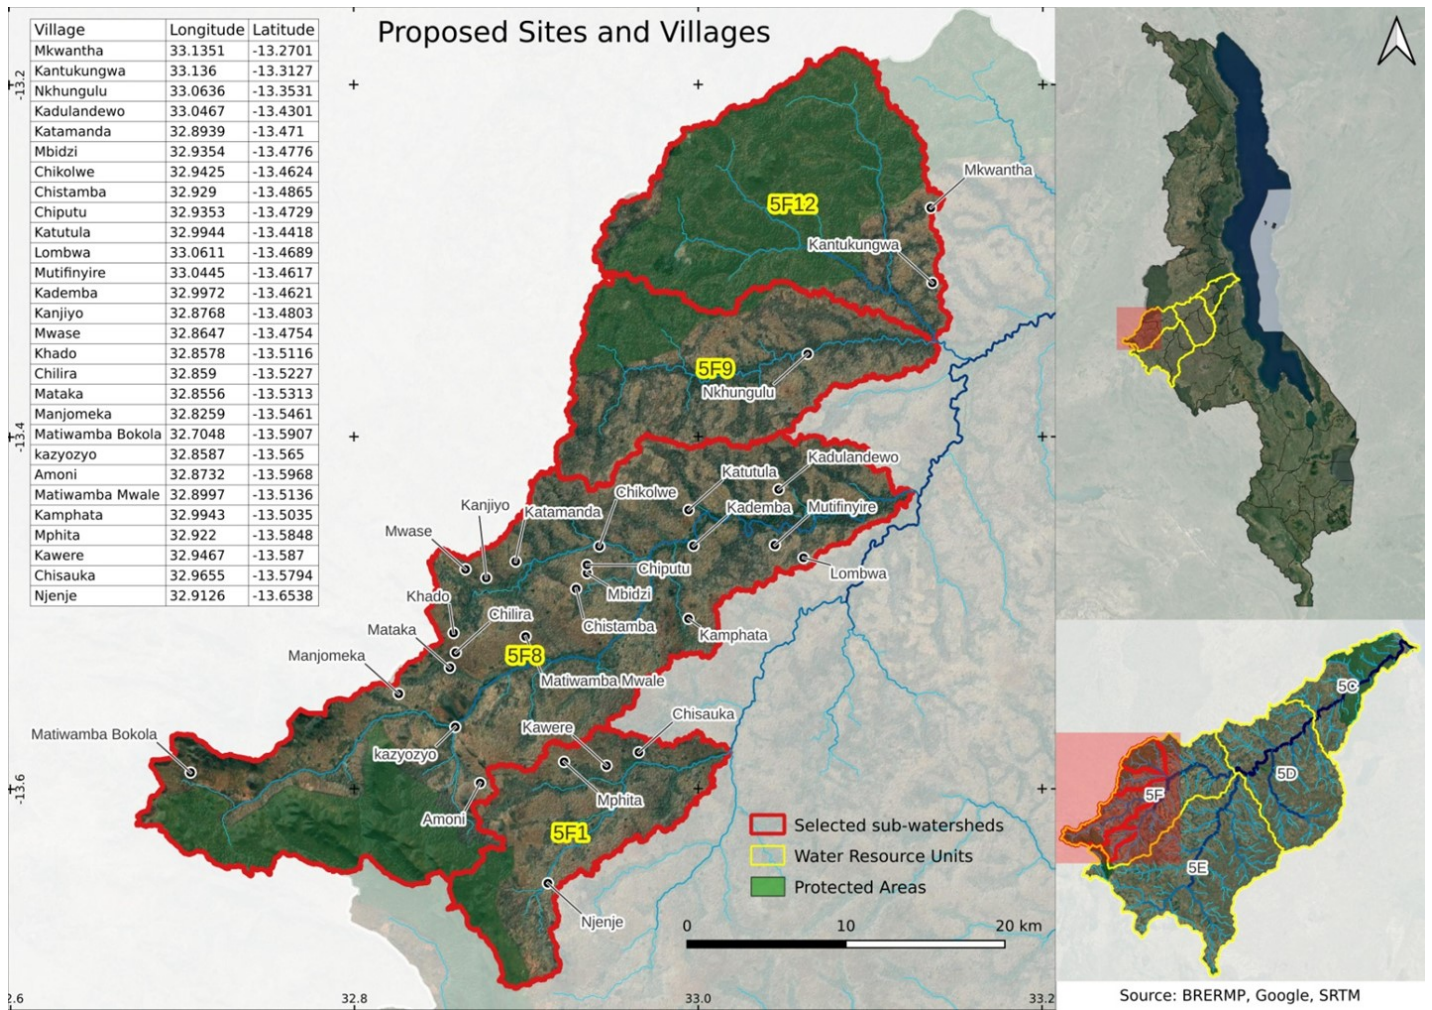 Proposed Sites and Villages
Village Longitude Latitude
Mkwantha 33.1351 -13.2701
Kantukungwa 33.136 -13.3127
Nkhungulu 33.0636 -13.3531
Kadulandewo 33.0467 -13.4301
Katamanda 32.8939 -13.471
Mbidzi 32.9354 -13.4776
Chikolwe 32.9425 -13.4624
Chistamba 32.929 -13.4865
Chiputu 32.9353 -13.4729
Katutula 32.9944 -13.4418
Lombwa 33.0611 -13.4689
Mutifinyire 33.0445 -13.4617
Kademba 32.9972 -13.4621
Kanjiyo 32.8768 -13.4803
Mwase 32.8647 -13.4754
Khado 32.8578 -13.5116
Chilira 32.859 -13.5227
Mataka 32.8556 -13.5313
Manjomeka 32.8259 -13.5461
Matiwamba Bokola 32.7048 -13.5907
kazyozyo 32.8587 -13.565
Amoni 32.8732 -13.5968
Matiwamba Mwale 32.8997 -13.5136
Kamphata 32.9943 -13.5035
Mphita 32.922 -13.5848
Kawere 32.9467 -13.587
Chisauka 32.9655 -13.5794
Njenje 32.9126 -13.6538
-13.2
-13.4
-13.6
Mkwantha
5F12
Kantukungwa
5F9
Nkhungulu
Kadulandewo
Katutula
Chikolwe
Kanjiyo
Katamanda
Kademba
Mutifinyire
Mwase
Chiputu
Lombwa
Mbidzi
Khado
Chilira
Chistamba
Mataka
Kamphata
Manjomeka
5F8
Matiwamba Mwale
Chisauka
Kawere
Matiwamba Bokola
kazyozyo
Mphita
Amoni
5F1
Njenje
Selected sub-watersheds
Water Resource Units
Protected Areas
0 10 20 km
2.6 32.8 33.0 33.2
5C
5D
5F
5E
Source: BRERMP, Google, SRTM